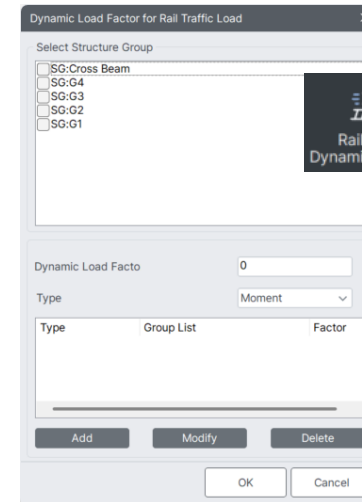 Dynamic Load Factor for Rail Traffic Load
Select Structure Group
SG:Cross Beam
SG:G4
SG:G3
SG:G2
SG:G1
Rail
Dynami
Dynamic Load Facto
0
Type
Moment
Type Group List Factor
Add Modify Delete
OK Cancel